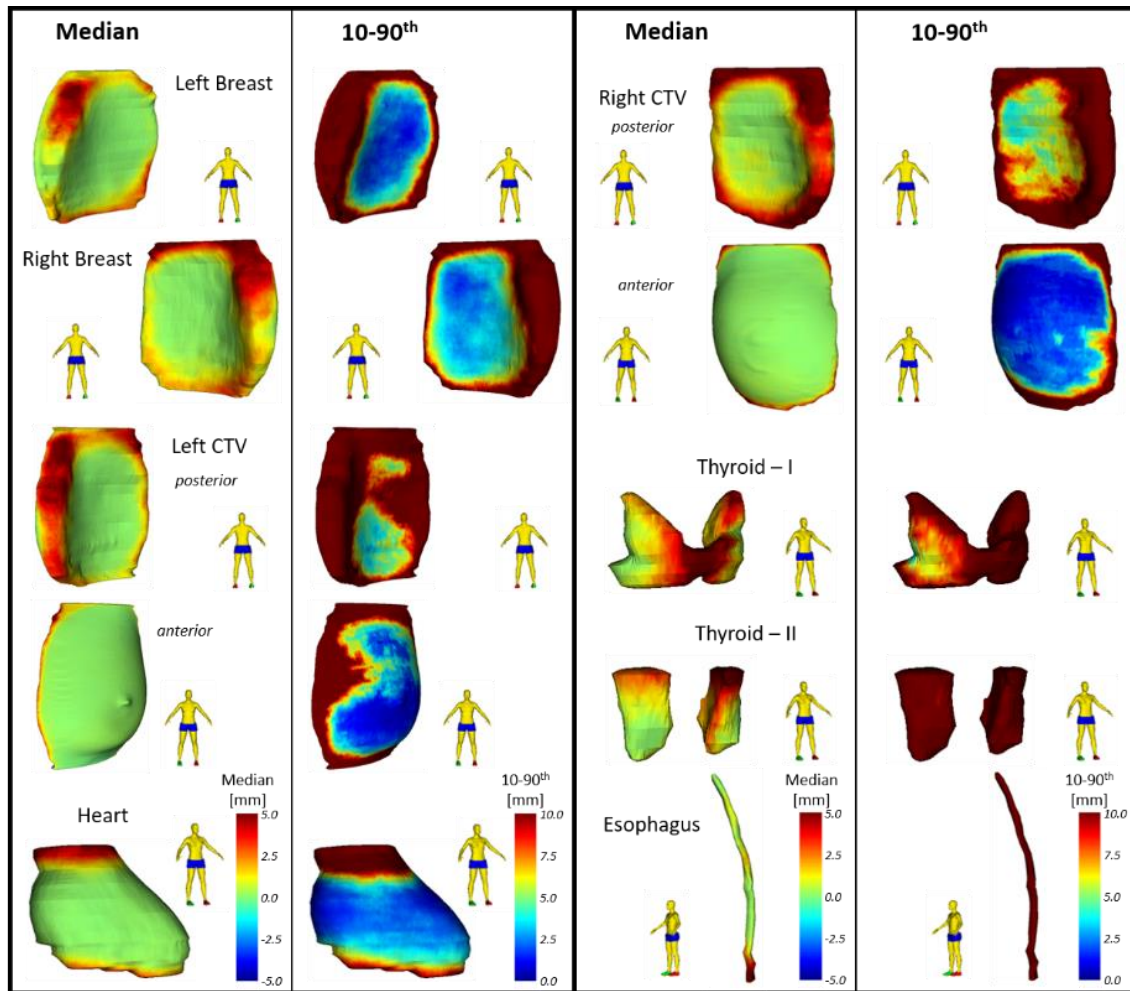 Median
10-90th
Left Breast
Right Breast
Left CTV
posterior
anterior
Heart
Median
[mm]
5.0
2.5
0.0
-2.5
-5.0
10-90th
[mm]
10.0
7.5
5.0
2.5
0.0
Median
10-90th
Right CTV
posterior
anterior
Thyroid – I
Thyroid – II
Esophagus
Median
[mm]
5.0
2.5
0.0
-2.5
-5.0
10-90th
[mm]
10.0
7.5
5.0
2.5
0.0